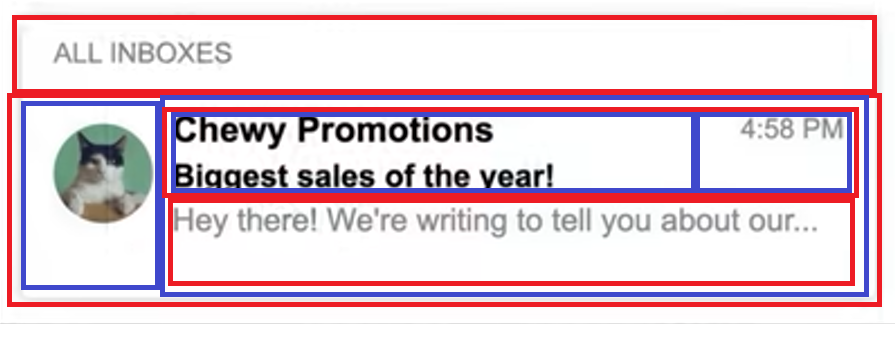 ALL INBOXES
Chewy Promotions 4:58 PM
Biggest sales of the year!
Hey there! We're writing to tell you about our...